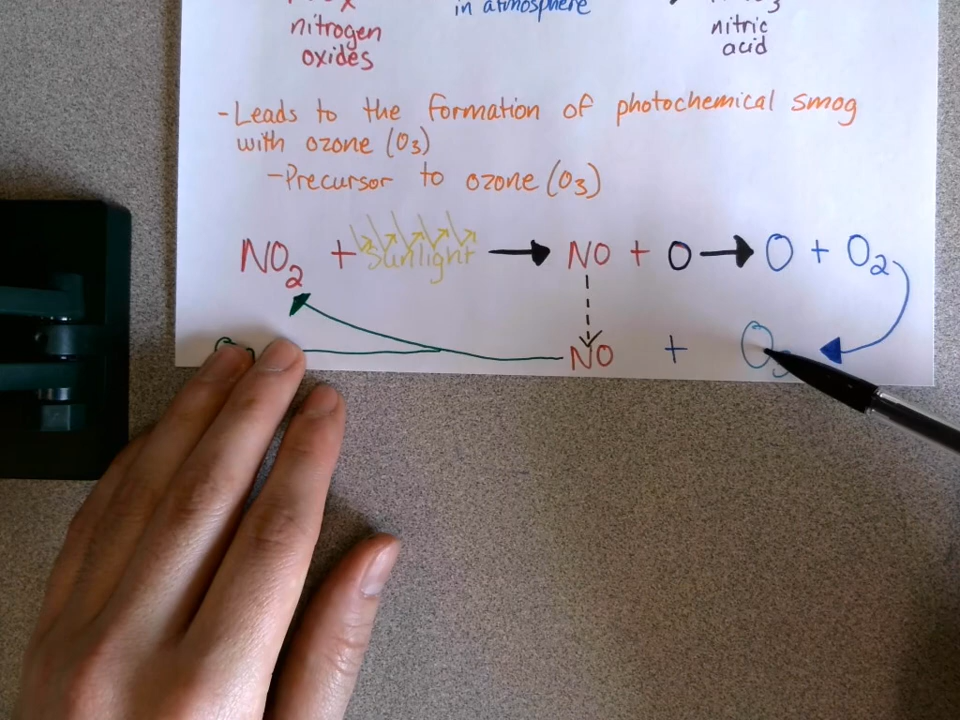 in atmosphere
nitrogen
oxides
nitric
acid
-Leads to the formation of photochemical smog
with ozone (O3)
-Precursor to ozone (O3)
NO2 + sunlight → NO + O → O + O2
NO + O3